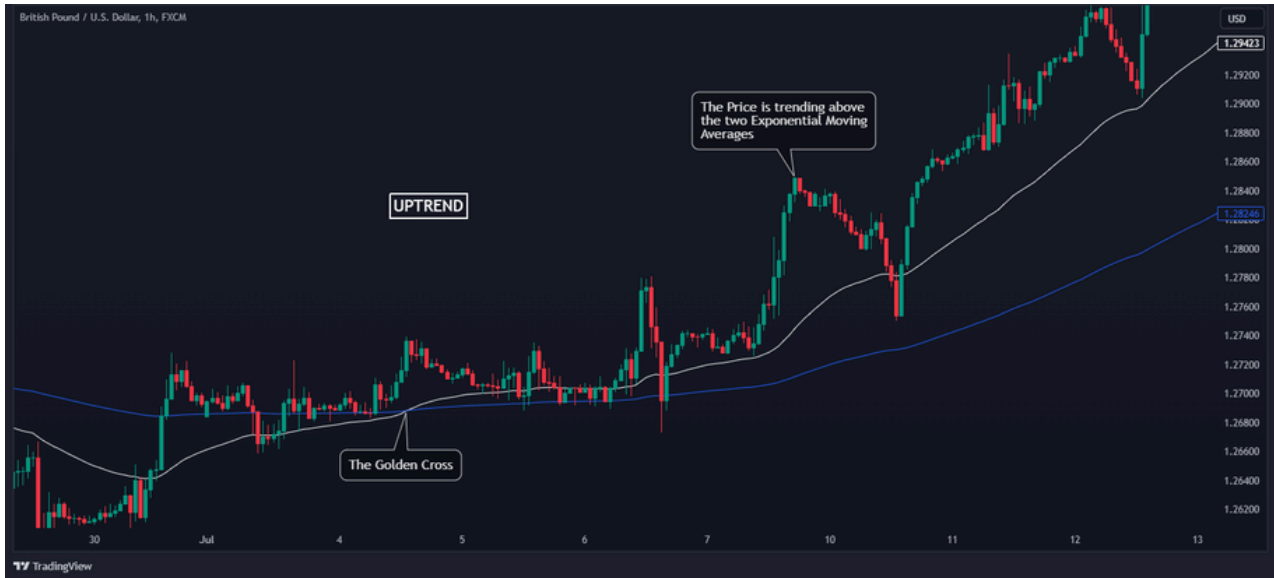 British Pound / U.S. Dollar, 1h, FXCM
USD
1.29423
1.29200
1.29000
The Price is trending above
the two Exponential Moving
Averages
1.28800
1.28600
1.28400
UPTREND
1.28246
1.28200
1.28000
1.27800
1.27600
1.27400
1.27200
1.27000
1.26800
The Golden Cross
1.26600
1.26400
1.26200
30 Jul 4 5 6 7 10 11 12 13
TradingView